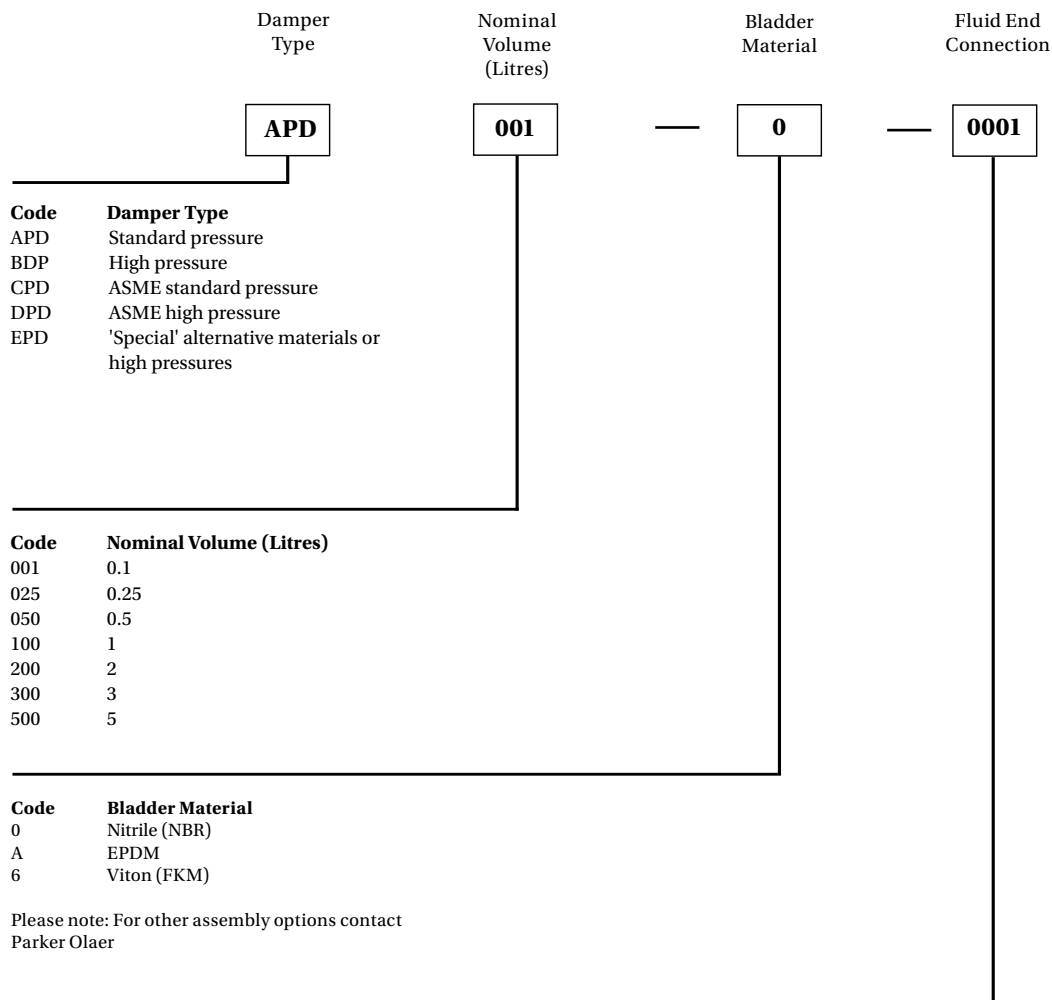 Damper
Type
Nominal
Volume
(Litres)
Bladder
Material
Fluid End
Connection
APD
001
0
0001
Code Damper Type
APD Standard pressure
BDP High pressure
CPD ASME standard pressure
DPD ASME high pressure
EPD 'Special' alternative materials or
high pressures
Code Nominal Volume (Litres)
001 0.1
025 0.25
050 0.5
100 1
200 2
300 3
500 5
Code Bladder Material
0 Nitrile (NBR)
A EPDM
6 Viton (FKM)
Please note: For other assembly options contact
Parker Olaer